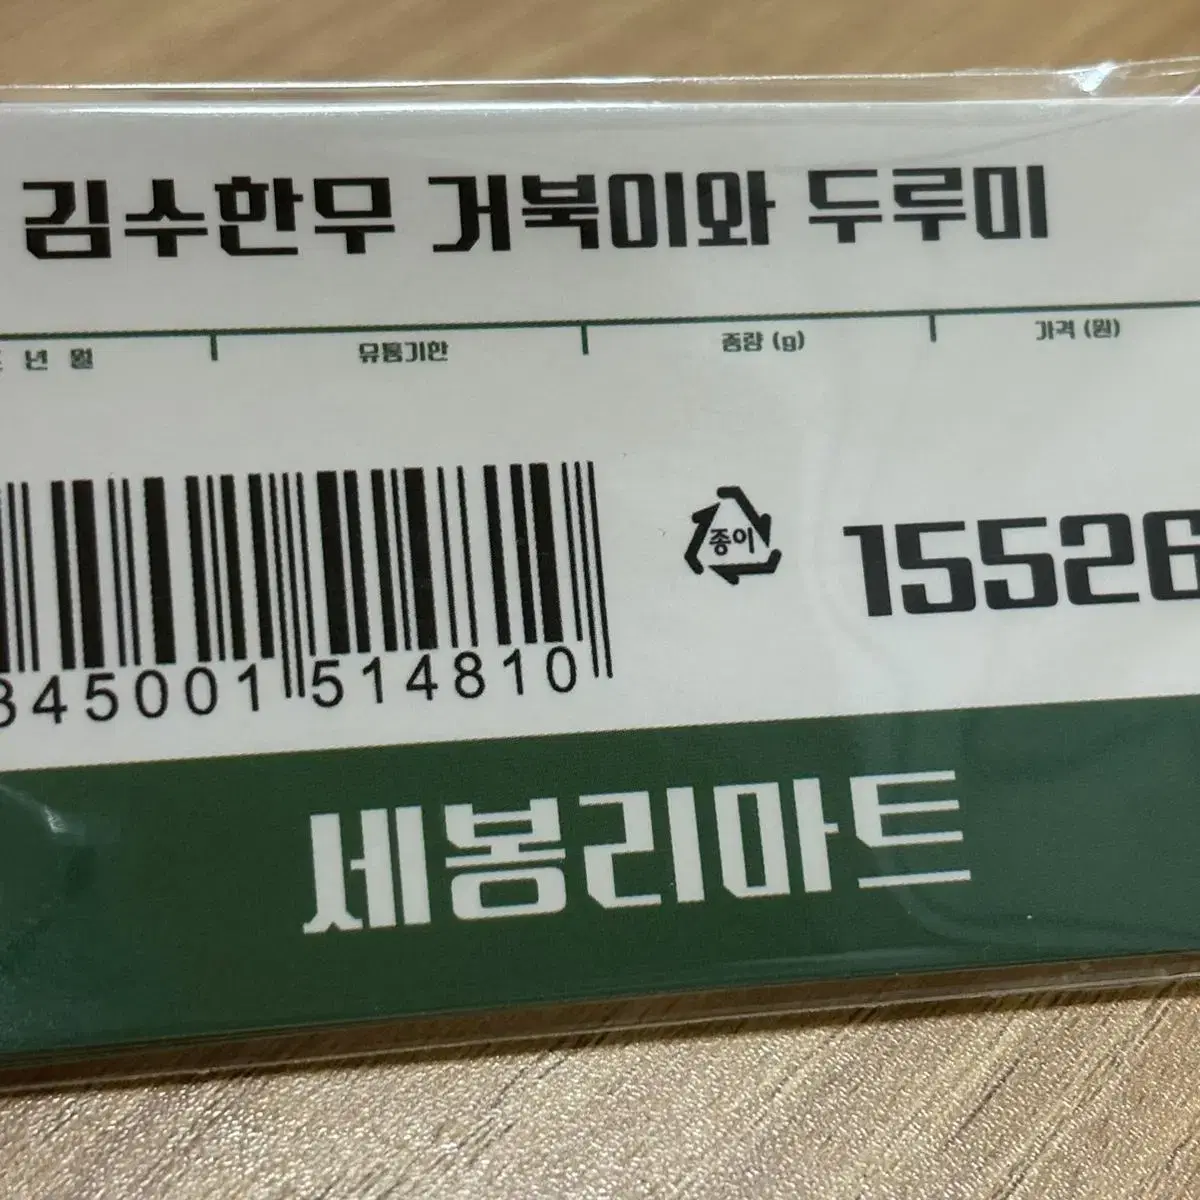 김수한무 거북이와 두루미
년 월 유통기한 중량 (g) 가격 (원)
종이
15526
345001 514810
세봉리마트